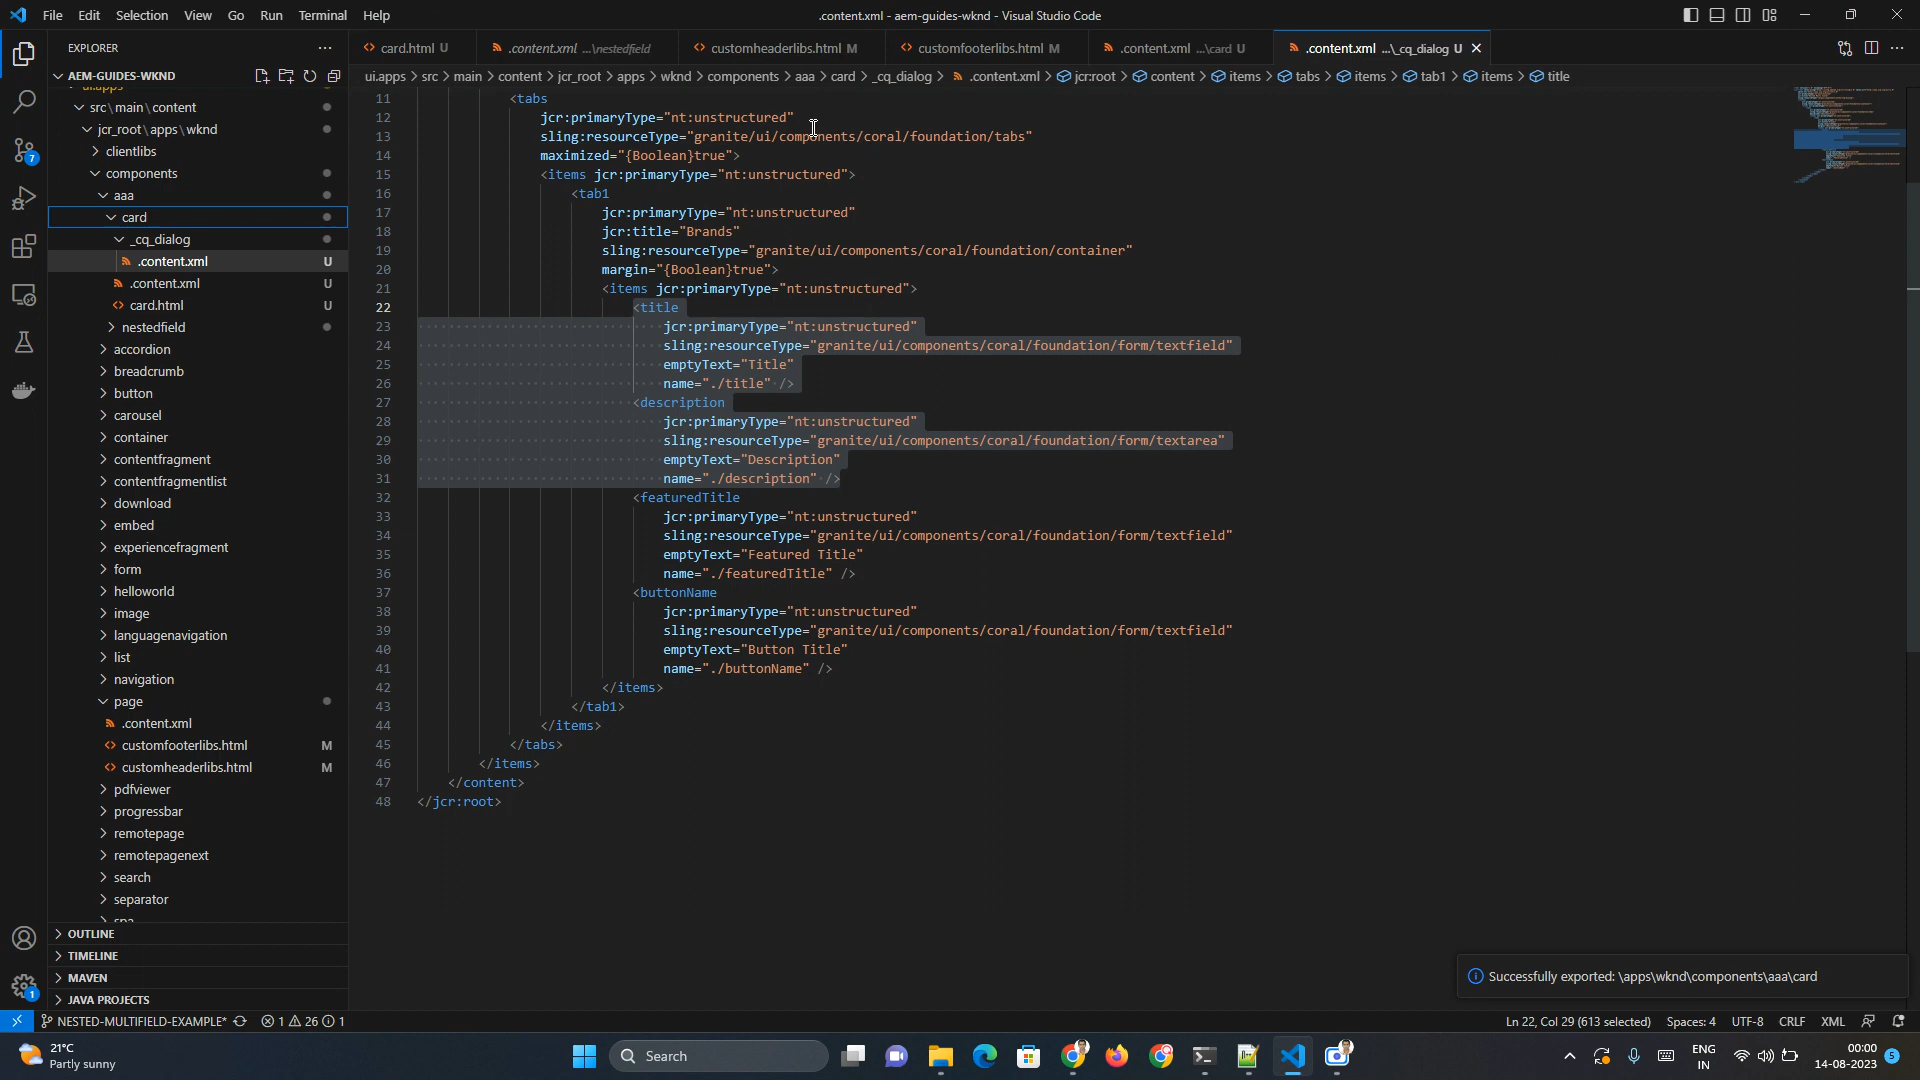 File Edit Selection View Go Run Terminal Help .content.xml - aem-guides-wknd - Visual Studio Code
EXPLORER
card.html U .content.xml ...\nestedfield customheaderlibs.html M customfooterlibs.html M .content.xml ...\card U .content.xml ...\_cq_dialog U
AEM-GUIDES-WKND
ui.apps > src > main > content > jcr_root > apps > wknd > components > aaa > card > _cq_dialog > .content.xml > jcr:root > content > items > tabs > items > tab1 > items > title
ui.apps
src\main\content
jcr_root\apps\wknd
clientlibs
components
aaa
card
_cq_dialog
.content.xml U
.content.xml U
card.html U
nestedfield
accordion
breadcrumb
button
carousel
container
contentfragment
contentfragmentlist
download
embed
experiencefragment
form
helloworld
image
languagenavigation
list
navigation
page
.content.xml
customfooterlibs.html M
customheaderlibs.html M
pdfviewer
progressbar
remotepage
remotepagenext
search
separator
spa
OUTLINE
TIMELINE
MAVEN
JAVA PROJECTS
11 <tabs
12 jcr:primaryType="nt:unstructured"
13 sling:resourceType="granite/ui/components/coral/foundation/tabs"
14 maximized="{Boolean}true">
15 <items jcr:primaryType="nt:unstructured">
16 <tab1
17 jcr:primaryType="nt:unstructured"
18 jcr:title="Brands"
19 sling:resourceType="granite/ui/components/coral/foundation/container"
20 margin="{Boolean}true">
21 <items jcr:primaryType="nt:unstructured">
22 <title
23 jcr:primaryType="nt:unstructured"
24 sling:resourceType="granite/ui/components/coral/foundation/form/textfield"
25 emptyText="Title"
26 name="./title" />
27 <description
28 jcr:primaryType="nt:unstructured"
29 sling:resourceType="granite/ui/components/coral/foundation/form/textarea"
30 emptyText="Description"
31 name="./description" />
32 <featuredTitle
33 jcr:primaryType="nt:unstructured"
34 sling:resourceType="granite/ui/components/coral/foundation/form/textfield"
35 emptyText="Featured Title"
36 name="./featuredTitle" />
37 <buttonName
38 jcr:primaryType="nt:unstructured"
39 sling:resourceType="granite/ui/components/coral/foundation/form/textfield"
40 emptyText="Button Title"
41 name="./buttonName" />
42 </items>
43 </tab1>
44 </items>
45 </tabs>
46 </items>
47 </content>
48 </jcr:root>
Successfully exported: \apps\wknd\components\aaa\card
7
1
NESTED-MULTIFIELD-EXAMPLE* 1 26 1 Ln 22, Col 29 (613 selected) Spaces: 4 UTF-8 CRLF XML
21°C
Partly sunny
Search
ENG
IN
00:00
14-08-2023
5